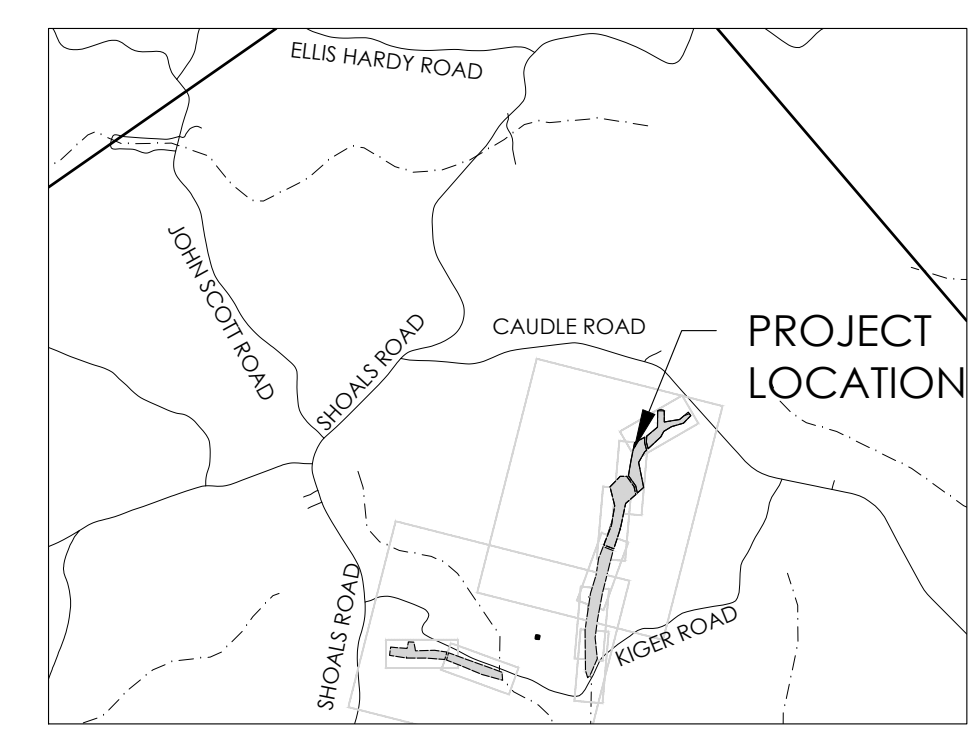 ELLIS HARDY ROAD
JOHN SCOTT ROAD
SHOALS ROAD
CAUDLE ROAD
PROJECT
LOCATION
SHOALS ROAD
KIGER ROAD